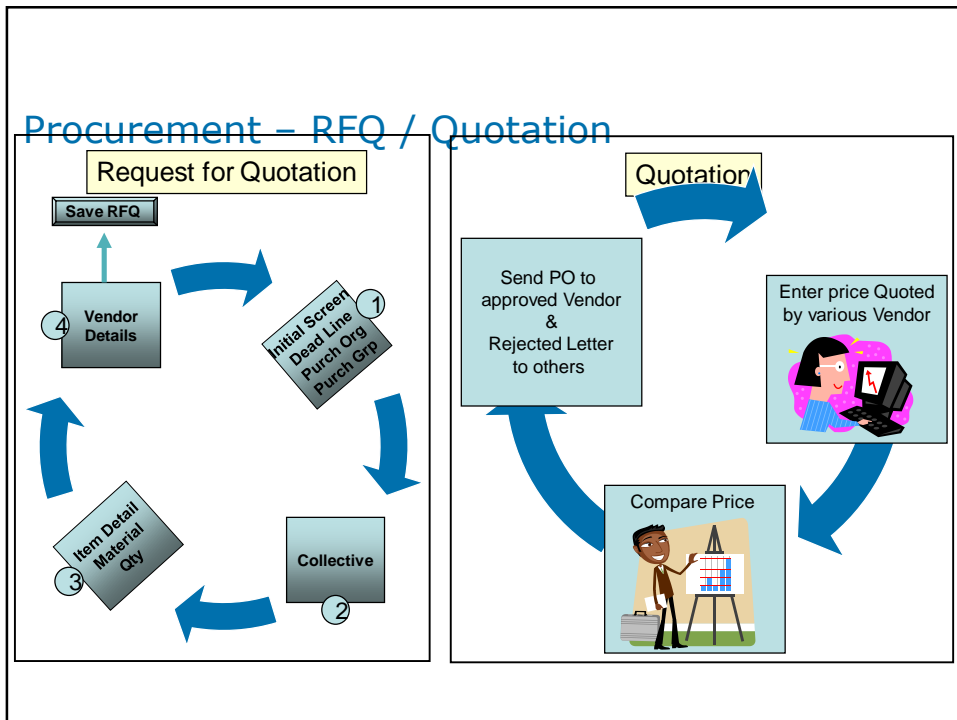 Procurement – RFQ / Quotation
Request for Quotation
Save RFQ
Vendor
Details
4
Initial Screen
Dead Line
Purch Org
Purch Grp
1
Collective
2
Item Detail
Material
Qty
3
Quotation
Enter price Quoted
by various Vendor
Compare Price
Send PO to
approved Vendor
&
Rejected Letter
to others